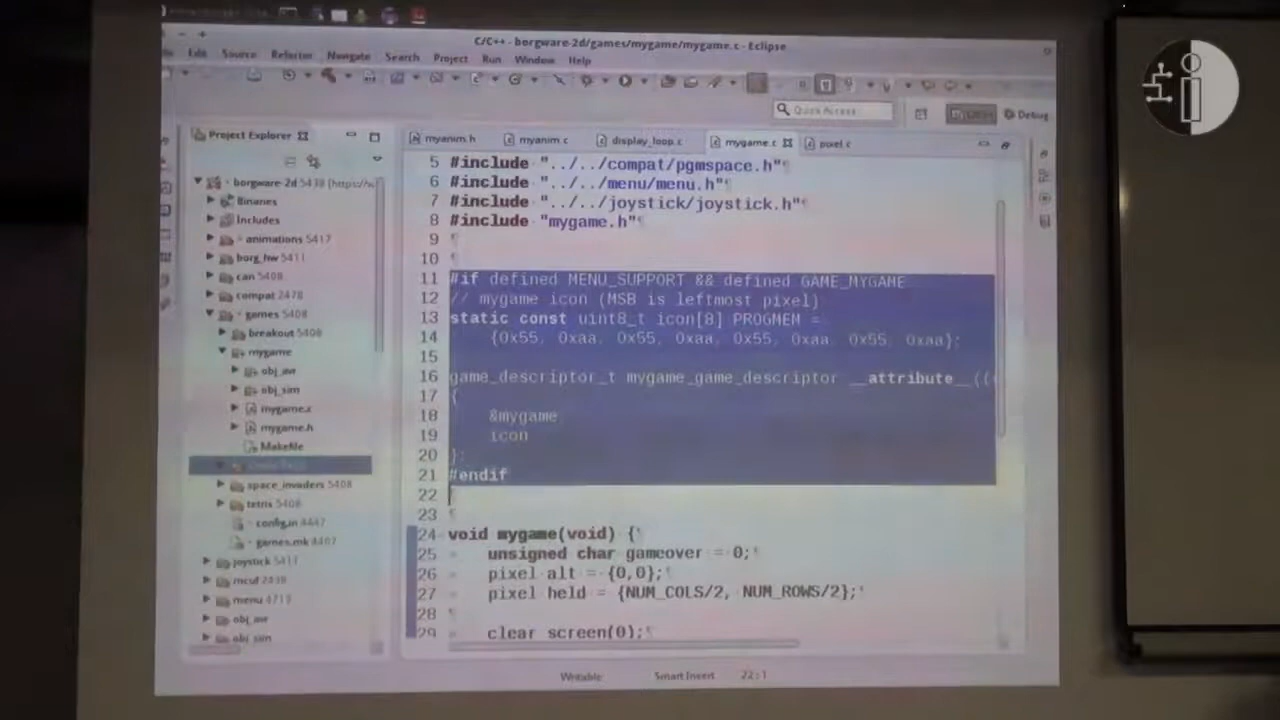 C/C++ - borgware-2d/games/mygame/mygame.c - Eclipse
Edit Source Refactor Navigate Search Project Run Window Help
Quick Access
Debug
Project Explorer
myanim.h myanim.c display_loop.c mygame.c pixel.c
borgware-2d 5438
Binaries
Includes
animations 5417
borg_hw 5411
can 5408
compat 2478
games 5408
breakout 5408
mygame
obj_avr
obj_sim
mygame.c
mygame.h
Makefile
space_invaders 5408
tetris 5408
config.in 4447
games.mk 4407
joystick 5411
mcuf 2438
menu 4713
obj_avr
obj_sim
5 #include "../../compat/pgmspace.h"
6 #include "../../menu/menu.h"
7 #include "../../joystick/joystick.h"
8 #include "mygame.h"
9
10
11 #if defined MENU_SUPPORT && defined GAME_MYGAME
12 // mygame icon (MSB is leftmost pixel)
13 static const uint8_t icon[8] PROGMEM =
14 {0x55, 0xaa, 0x55, 0xaa, 0x55, 0xaa, 0x55, 0xaa};
15
16 game_descriptor_t mygame_game_descriptor __attribute__((
17 {
18 &mygame,
19 icon
20 };
21 #endif
22
23
24 void mygame(void) {
25 unsigned char gameover = 0;
26 pixel alt = {0,0};
27 pixel held = {NUM_COLS/2, NUM_ROWS/2};
28
29 clear_screen(0);
Writable Smart Insert 22 : 1